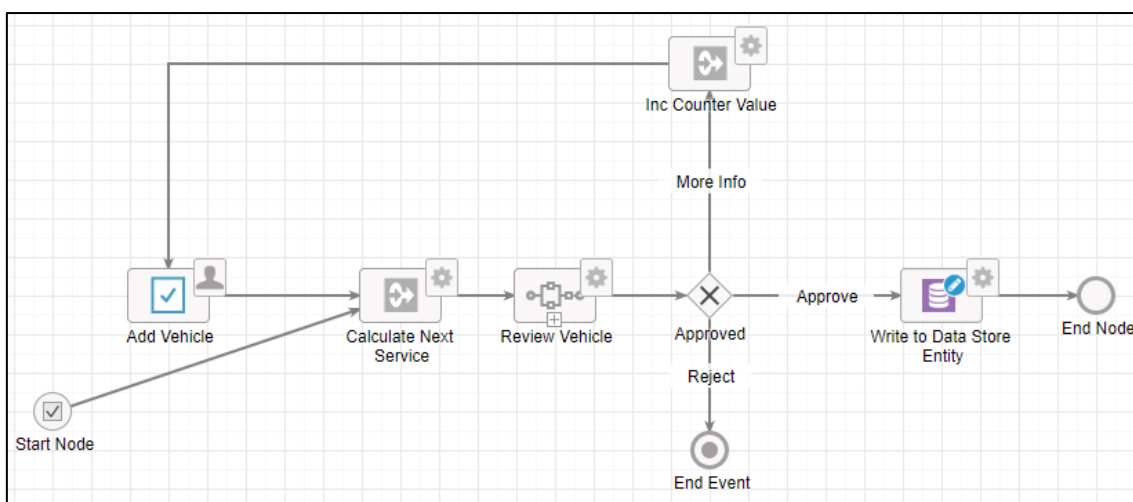 Inc Counter Value
More Info
Add Vehicle
Calculate Next
Service
Review Vehicle
Approved
Approve
Write to Data Store
Entity
End Node
Reject
Start Node
End Event